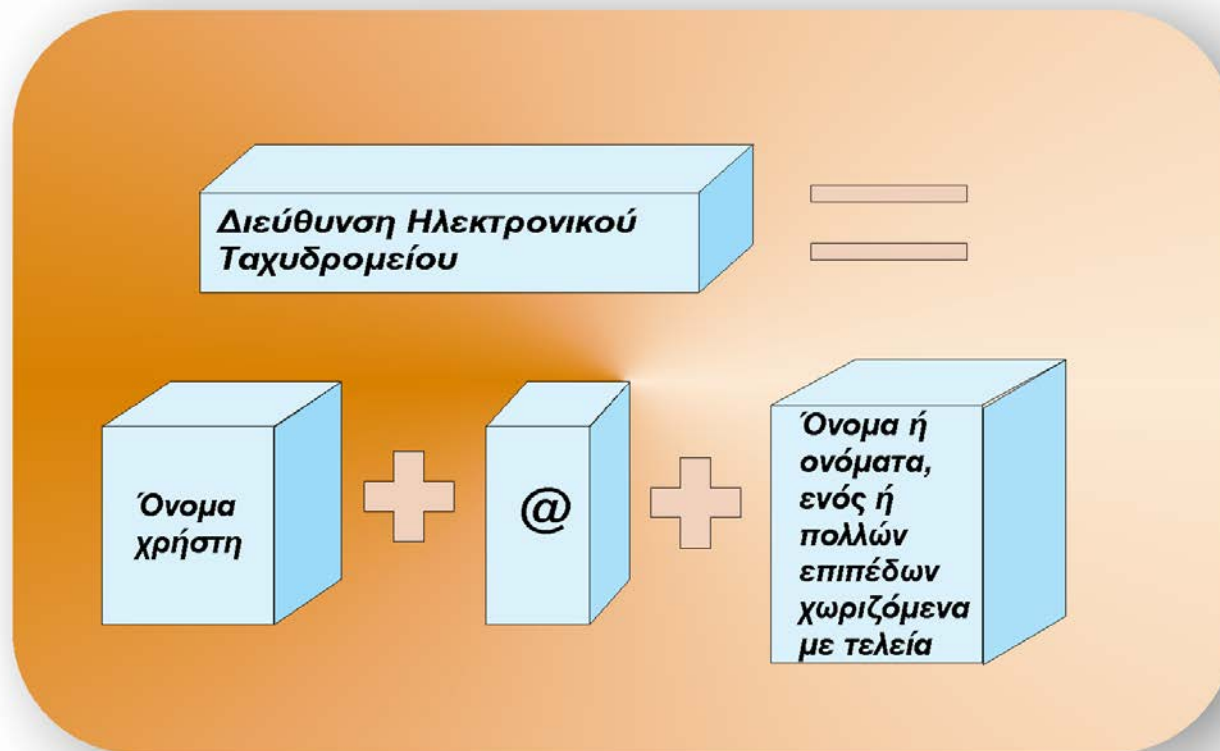 Διεύθυνση Ηλεκτρονικού
Ταχυδρομείου
Όνομα
χρήστη
@
Όνομα ή
ονόματα,
ενός ή
πολλών
επιπέδων
χωριζόμενα
με τελεία